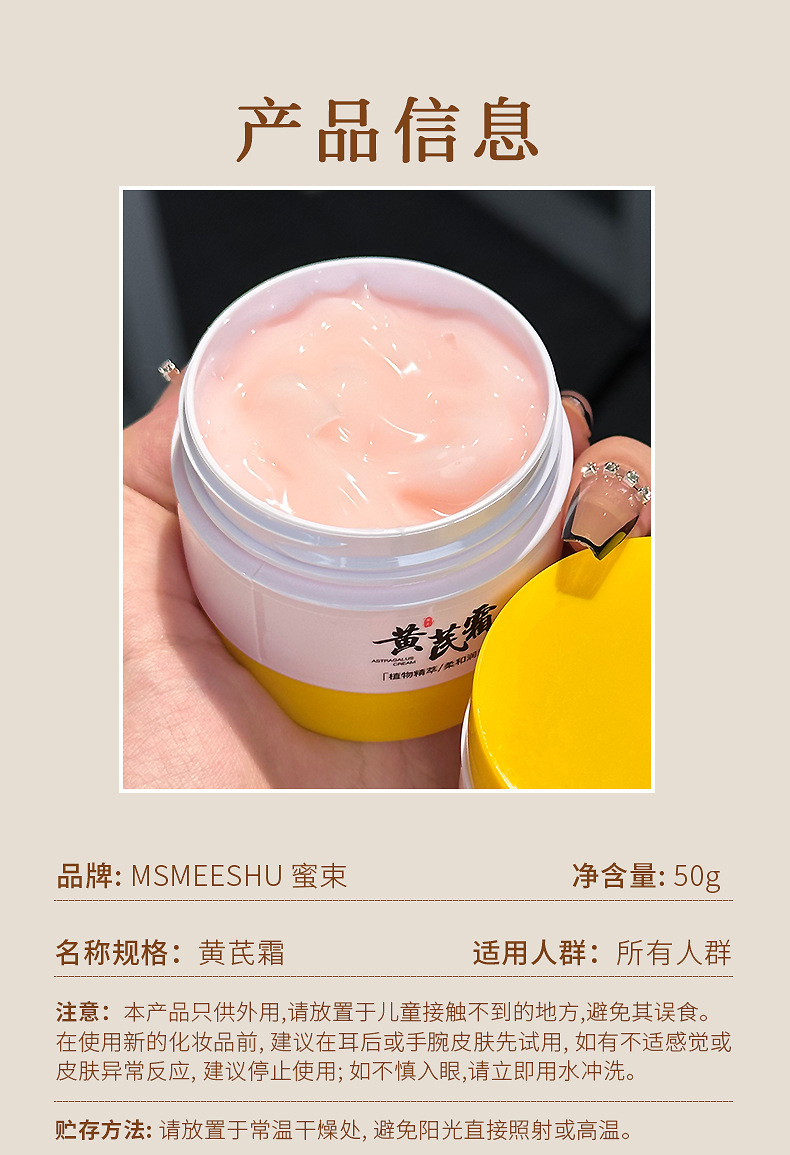 产品信息
黄芪霜
ASTRAGALUS
CREAM
「植物精萃/柔和润
品牌: MSMEESHU 蜜束
净含量: 50g
名称规格：黄芪霜
适用人群：所有人群
注意：本产品只供外用,请放置于儿童接触不到的地方,避免其误食。
在使用新的化妆品前, 建议在耳后或手腕皮肤先试用, 如有不适感觉或
皮肤异常反应, 建议停止使用; 如不慎入眼,请立即用水冲洗。
贮存方法: 请放置于常温干燥处, 避免阳光直接照射或高温。